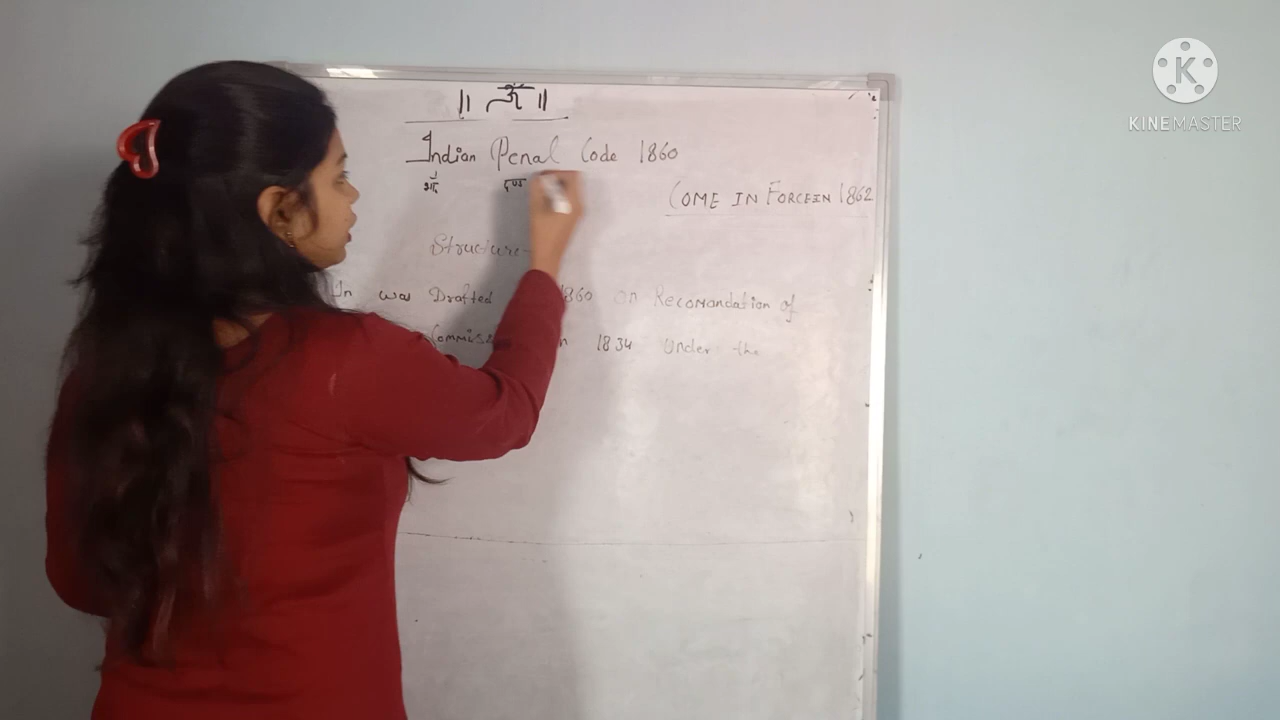 ॥ ॐ ॥
Indian Penal Code 1860
COME IN FORCE IN 1862
Structure-
was Drafted 1860 on Recomandation of
1834 Under the
KINEMASTER